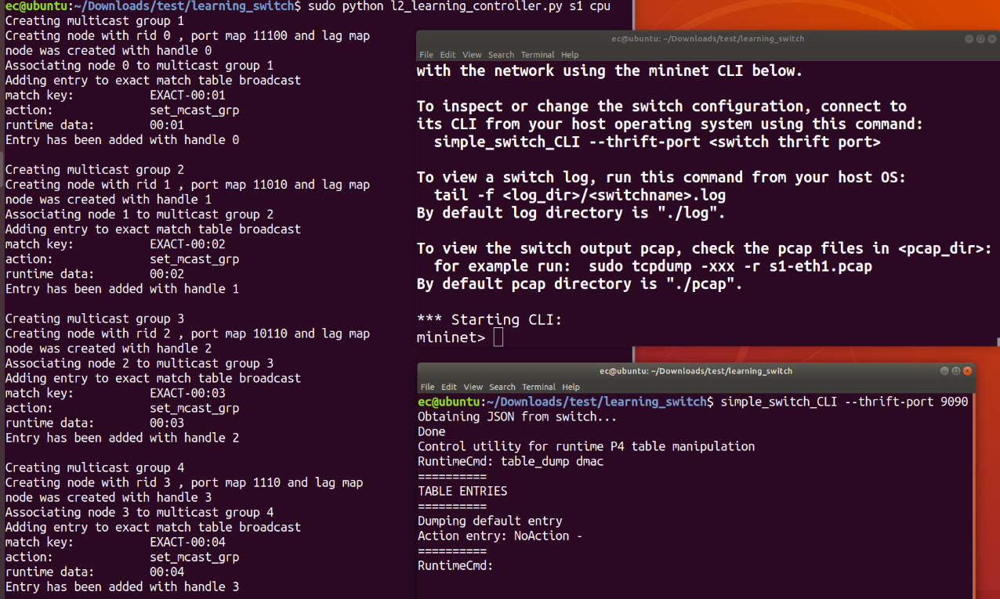 ec@ubuntu:~/Downloads/test/learning_switch$ sudo python l2_learning_controller.py s1 cpu
Creating multicast group 1
Creating node with rid 0 , port map 11100 and lag map
node was created with handle 0
Associating node 0 to multicast group 1
Adding entry to exact match table broadcast
match key:           EXACT-00:01
action:              set_mcast_grp
runtime data:        00:01
Entry has been added with handle 0

Creating multicast group 2
Creating node with rid 1 , port map 11010 and lag map
node was created with handle 1
Associating node 1 to multicast group 2
Adding entry to exact match table broadcast
match key:           EXACT-00:02
action:              set_mcast_grp
runtime data:        00:02
Entry has been added with handle 1

Creating multicast group 3
Creating node with rid 2 , port map 10110 and lag map
node was created with handle 2
Associating node 2 to multicast group 3
Adding entry to exact match table broadcast
match key:           EXACT-00:03
action:              set_mcast_grp
runtime data:        00:03
Entry has been added with handle 2

Creating multicast group 4
Creating node with rid 3 , port map 1110 and lag map
node was created with handle 3
Associating node 3 to multicast group 4
Adding entry to exact match table broadcast
match key:           EXACT-00:04
action:              set_mcast_grp
runtime data:        00:04
Entry has been added with handle 3
ec@ubuntu: ~/Downloads/test/learning_switch
File Edit View Search Terminal Help
with the network using the mininet CLI below.

To inspect or change the switch configuration, connect to
its CLI from your host operating system using this command:
  simple_switch_CLI --thrift-port <switch thrift port>

To view a switch log, run this command from your host OS:
  tail -f <log_dir>/<switchname>.log
By default log directory is "./log".

To view the switch output pcap, check the pcap files in <pcap_dir>:
  for example run:  sudo tcpdump -xxx -r s1-eth1.pcap
By default pcap directory is "./pcap".

*** Starting CLI:
mininet>
ec@ubuntu: ~/Downloads/test/learning_switch
File Edit View Search Terminal Help
ec@ubuntu:~/Downloads/test/learning_switch$ simple_switch_CLI --thrift-port 9090
Obtaining JSON from switch...
Done
Control utility for runtime P4 table manipulation
RuntimeCmd: table_dump dmac
==========
TABLE ENTRIES
==========
Dumping default entry
Action entry: NoAction -
==========
RuntimeCmd: